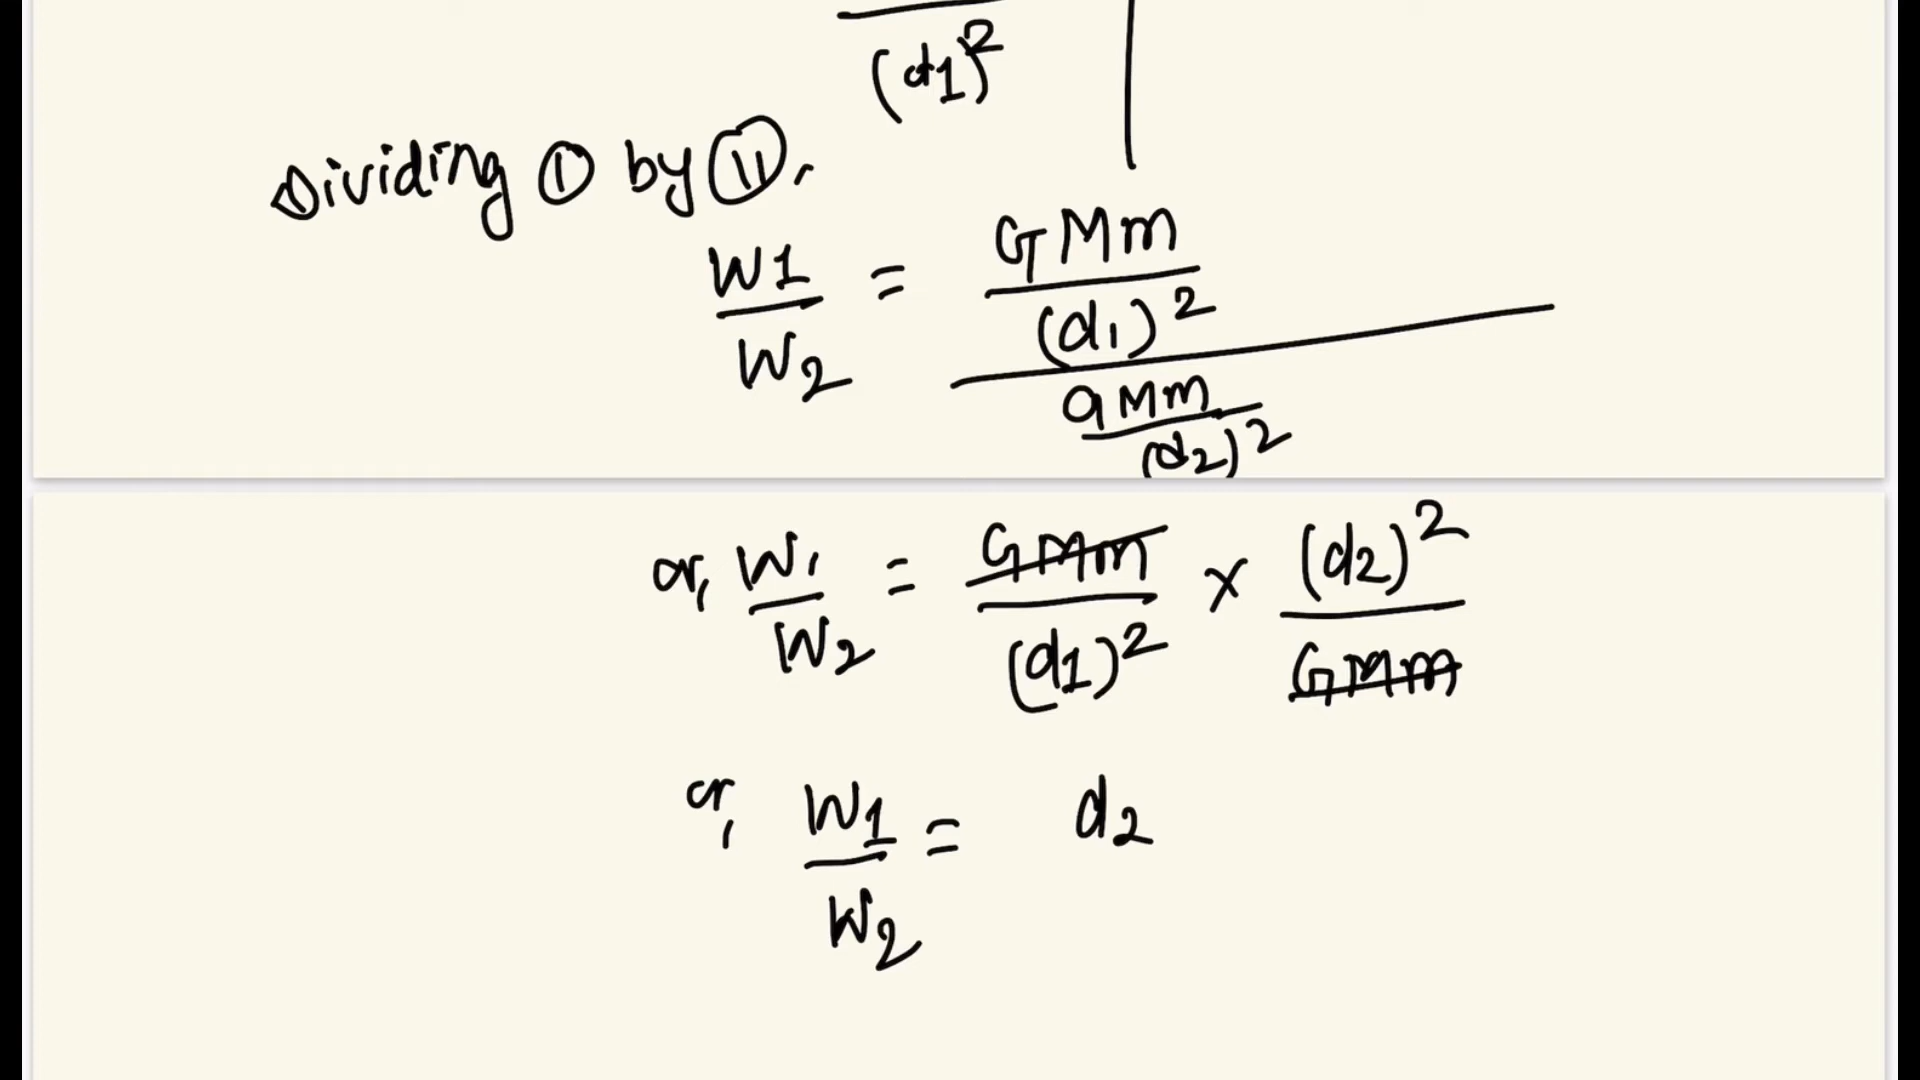 (d1)²
Dividing ① by ⑪,
W1/W2 = GMm/(d1)² / GMm/(d2)²
or, W1/W2 = GMm/(d1)² × (d2)²/GMm
or, W1/W2 = d2